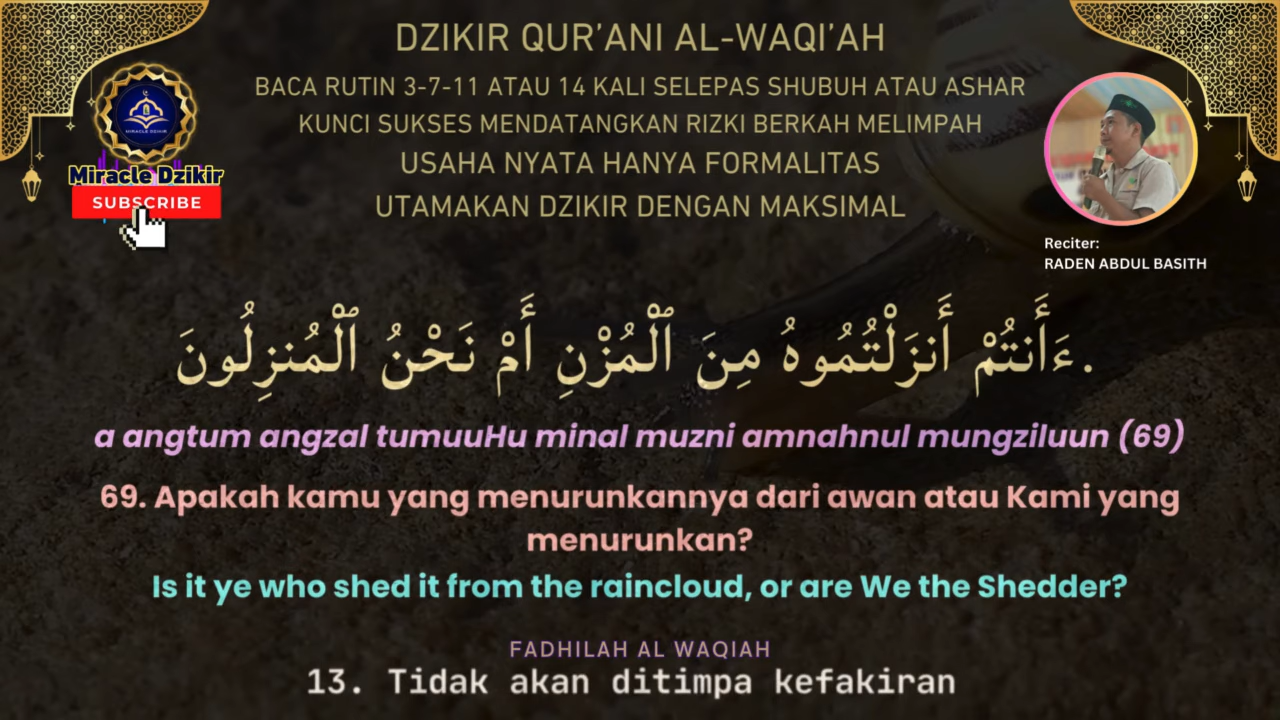 DZIKIR QUR'ANI AL-WAQI'AH
BACA RUTIN 3-7-11 ATAU 14 KALI SELEPAS SHUBUH ATAU ASHAR
KUNCI SUKSES MENDATANGKAN RIZKI BERKAH MELIMPAH
USAHA NYATA HANYA FORMALITAS
UTAMAKAN DZIKIR DENGAN MAKSIMAL
MIRACLE DZIKIR
Miracle Dzikir
SUBSCRIBE
Reciter:
RADEN ABDUL BASITH
ءَأَنتُمْ أَنزَلْتُمُوهُ مِنَ ٱلْمُزْنِ أَمْ نَحْنُ ٱلْمُنزِلُونَ.
a angtum angzal tumuuHu minal muzni amnahnul mungziluun (69)
69. Apakah kamu yang menurunkannya dari awan atau Kami yang
menurunkan?
Is it ye who shed it from the raincloud, or are We the Shedder?
FADHILAH AL WAQIAH
13. Tidak akan ditimpa kefakiran